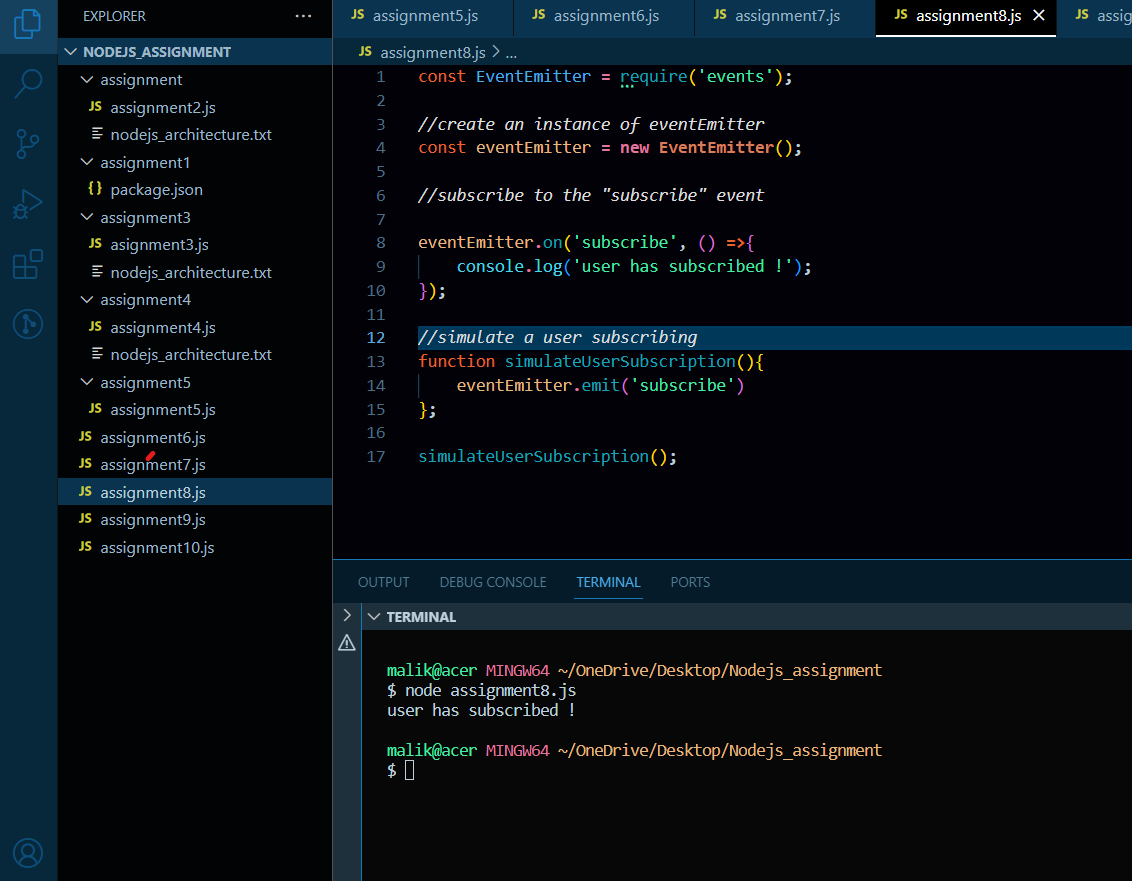 EXPLORER ...
NODEJS_ASSIGNMENT
assignment
JS assignment2.js
nodejs_architecture.txt
assignment1
{} package.json
assignment3
JS asignment3.js
nodejs_architecture.txt
assignment4
JS assignment4.js
nodejs_architecture.txt
assignment5
JS assignment5.js
JS assignment6.js
JS assignment7.js
JS assignment8.js
JS assignment9.js
JS assignment10.js
JS assignment5.js JS assignment6.js JS assignment7.js JS assignment8.js JS assig
JS assignment8.js > ...
1 const EventEmitter = require('events');
2
3 //create an instance of eventEmitter
4 const eventEmitter = new EventEmitter();
5
6 //subscribe to the "subscribe" event
7
8 eventEmitter.on('subscribe', () =>{
9 console.log('user has subscribed !');
10 });
11
12 //simulate a user subscribing
13 function simulateUserSubscription(){
14 eventEmitter.emit('subscribe')
15 };
16
17 simulateUserSubscription();
OUTPUT DEBUG CONSOLE TERMINAL PORTS
TERMINAL
malik@acer MINGW64 ~/OneDrive/Desktop/Nodejs_assignment
$ node assignment8.js
user has subscribed !
malik@acer MINGW64 ~/OneDrive/Desktop/Nodejs_assignment
$